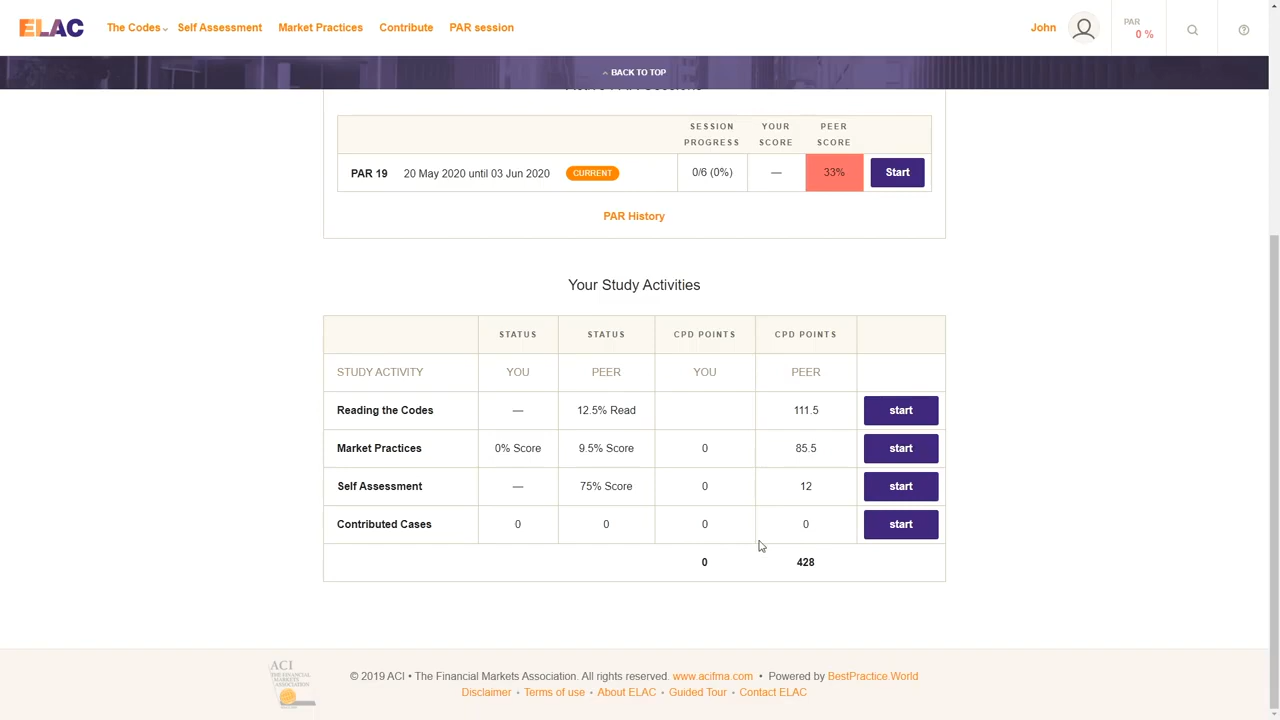 ELAC The Codes Self Assessment Market Practices Contribute PAR session John PAR 0 %
BACK TO TOP
SESSION PROGRESS YOUR SCORE PEER SCORE
PAR 19 20 May 2020 until 03 Jun 2020 CURRENT 0/6 (0%) — 33% Start
PAR History
Your Study Activities
STATUS STATUS CPD POINTS CPD POINTS
STUDY ACTIVITY YOU PEER YOU PEER
Reading the Codes — 12.5% Read 111.5 start
Market Practices 0% Score 9.5% Score 0 85.5 start
Self Assessment — 75% Score 0 12 start
Contributed Cases 0 0 0 0 start
0 428
ACI
THE FINANCIAL
MARKETS
ASSOCIATION
© 2019 ACI • The Financial Markets Association. All rights reserved. www.acifma.com • Powered by BestPractice.World
Disclaimer • Terms of use • About ELAC • Guided Tour • Contact ELAC